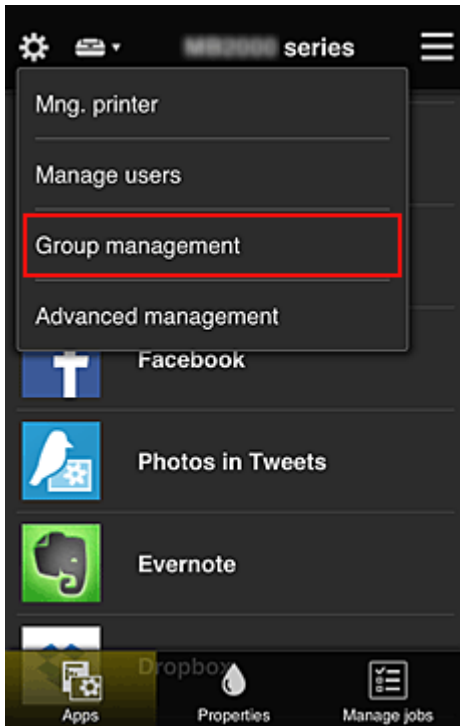 series
Mng. printer
Manage users
Group management
Advanced management
Facebook
Photos in Tweets
Evernote
Dropbox
Apps
Properties
Manage jobs